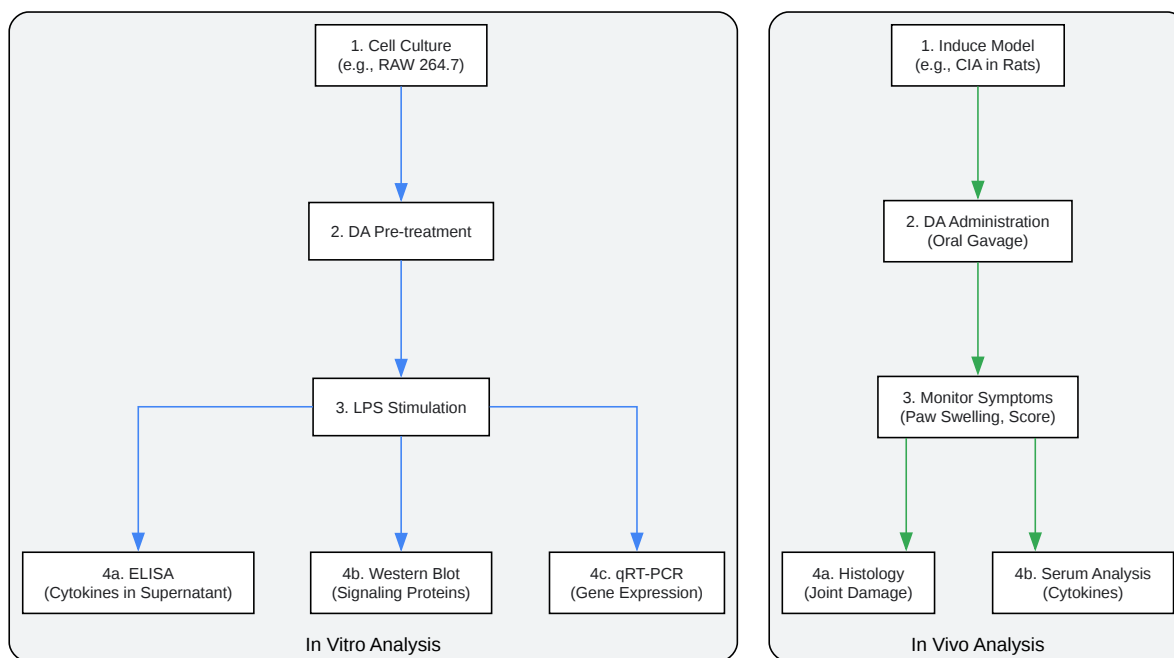 1. Cell Culture
(e.g., RAW 264.7)
2. DA Pre-treatment
3. LPS Stimulation
4a. ELISA
(Cytokines in Supernatant)
4b. Western Blot
(Signaling Proteins)
4c. qRT-PCR
(Gene Expression)
In Vitro Analysis
1. Induce Model
(e.g., CIA in Rats)
2. DA Administration
(Oral Gavage)
3. Monitor Symptoms
(Paw Swelling, Score)
4a. Histology
(Joint Damage)
4b. Serum Analysis
(Cytokines)
In Vivo Analysis